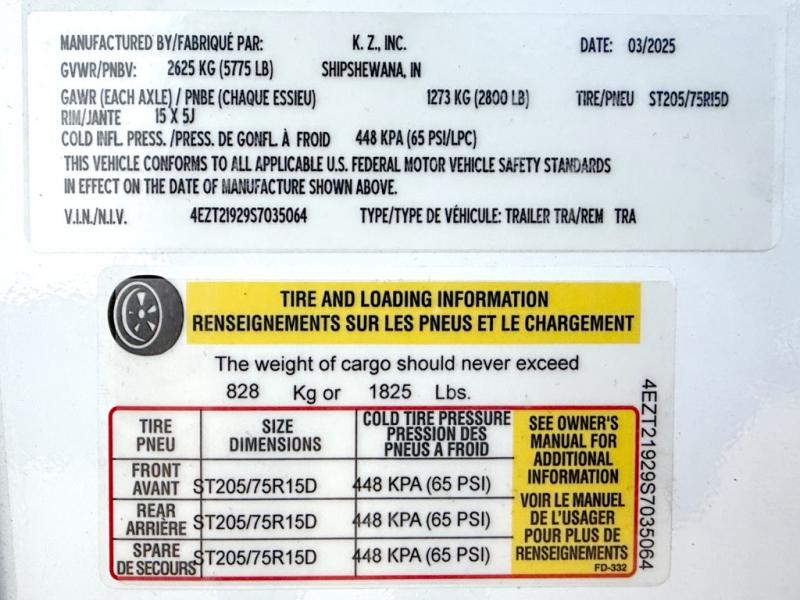 MANUFACTURED BY/FABRIQUÉ PAR: K. Z., INC. DATE: 03/2025
GVWR/PNBV: 2625 KG (5775 LB) SHIPSHEWANA, IN
GAWR (EACH AXLE) / PNBE (CHAQUE ESSIEU) 1273 KG (2800 LB) TIRE/PNEU ST205/75R15D
RIM/JANTE 15 X 5J
COLD INFL. PRESS. /PRESS. DE GONFL. À FROID 448 KPA (65 PSI/LPC)
THIS VEHICLE CONFORMS TO ALL APPLICABLE U.S. FEDERAL MOTOR VEHICLE SAFETY STANDARDS
IN EFFECT ON THE DATE OF MANUFACTURE SHOWN ABOVE.
V.I.N./N.I.V. 4EZT21929S7035064 TYPE/TYPE DE VÉHICULE: TRAILER TRA/REM TRA
TIRE AND LOADING INFORMATION
RENSEIGNEMENTS SUR LES PNEUS ET LE CHARGEMENT
The weight of cargo should never exceed
828 Kg or 1825 Lbs.
TIRE
PNEU
SIZE
DIMENSIONS
COLD TIRE PRESSURE
PRESSION DES
PNEUS A FROID
FRONT
AVANT
ST205/75R15D 448 KPA (65 PSI)
REAR
ARRIÈRE
ST205/75R15D 448 KPA (65 PSI)
SPARE
DE SECOURS
ST205/75R15D 448 KPA (65 PSI)
SEE OWNER'S
MANUAL FOR
ADDITIONAL
INFORMATION
VOIR LE MANUEL
DE L'USAGER
POUR PLUS DE
RENSEIGNEMENTS
FD-332
4EZT21929S7035064